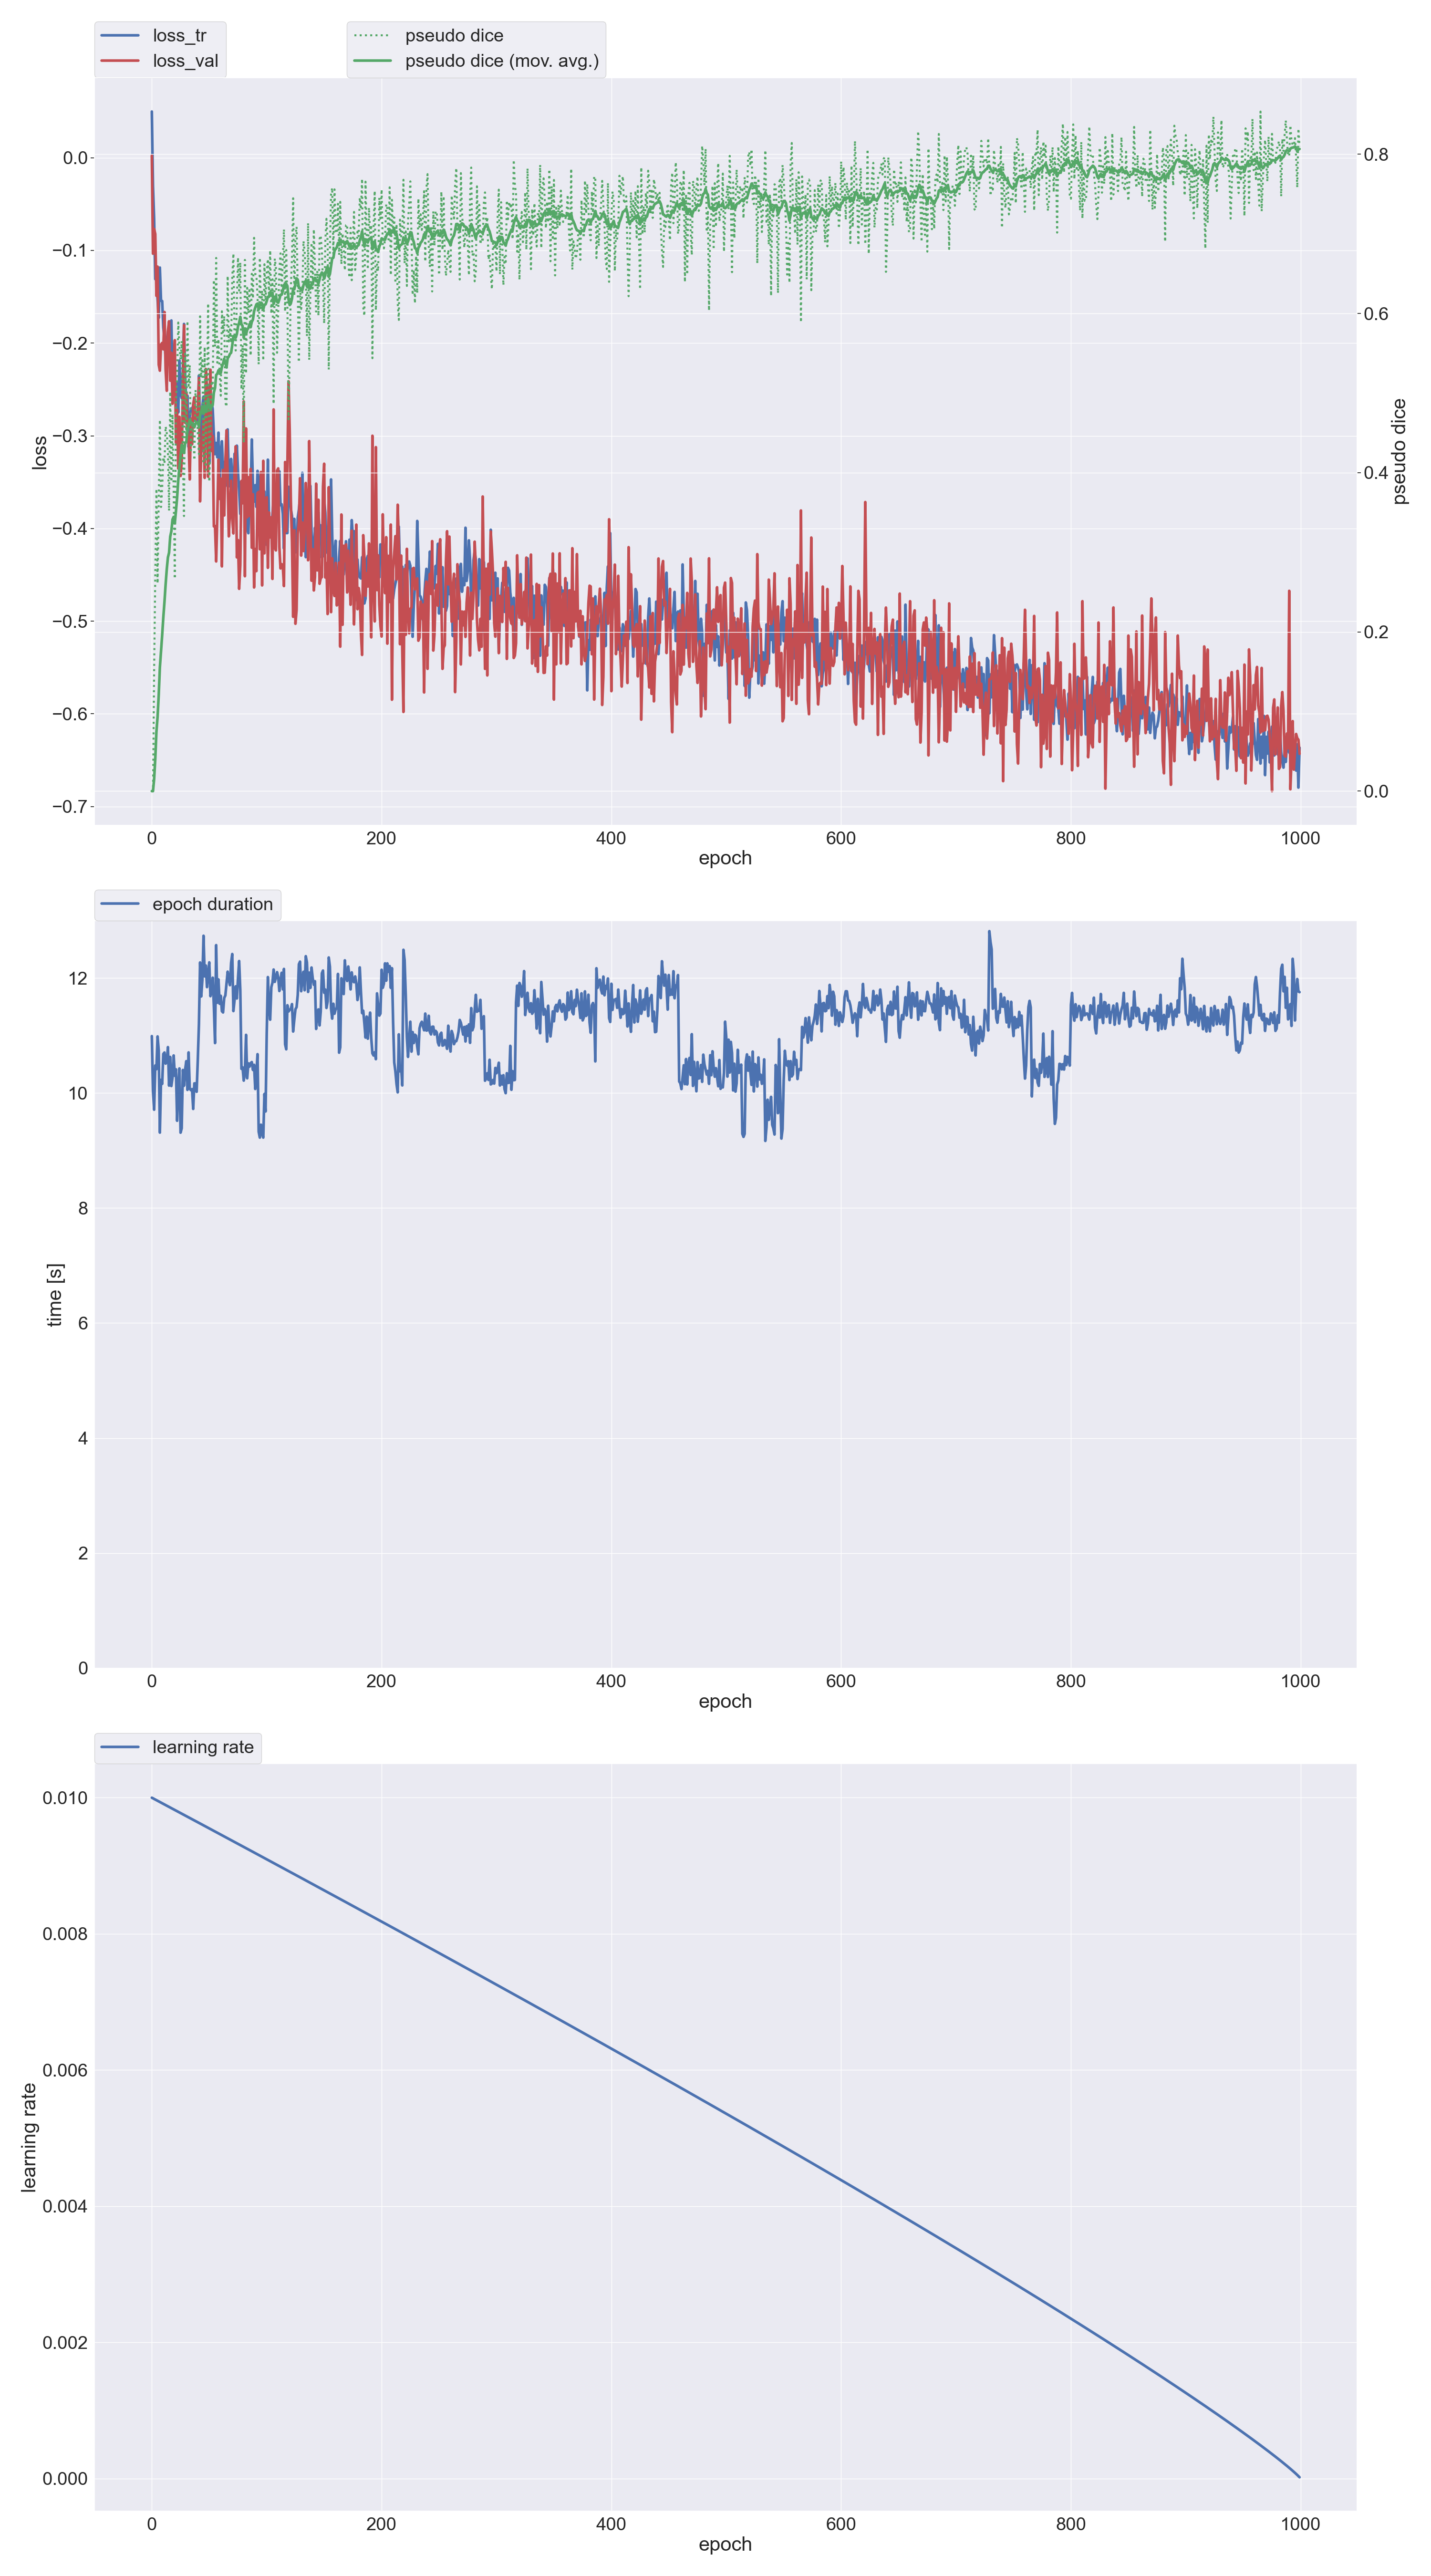 loss_tr
loss_val
pseudo dice
pseudo dice (mov. avg.)
0.0
−0.1
−0.2
−0.3
−0.4
−0.5
−0.6
−0.7
loss
0.8
0.6
0.4
0.2
0.0
pseudo dice
0 200 400 600 800 1000
epoch
epoch duration
12
10
8
6
4
2
0
time [s]
0 200 400 600 800 1000
epoch
learning rate
0.010
0.008
0.006
0.004
0.002
0.000
learning rate
0 200 400 600 800 1000
epoch